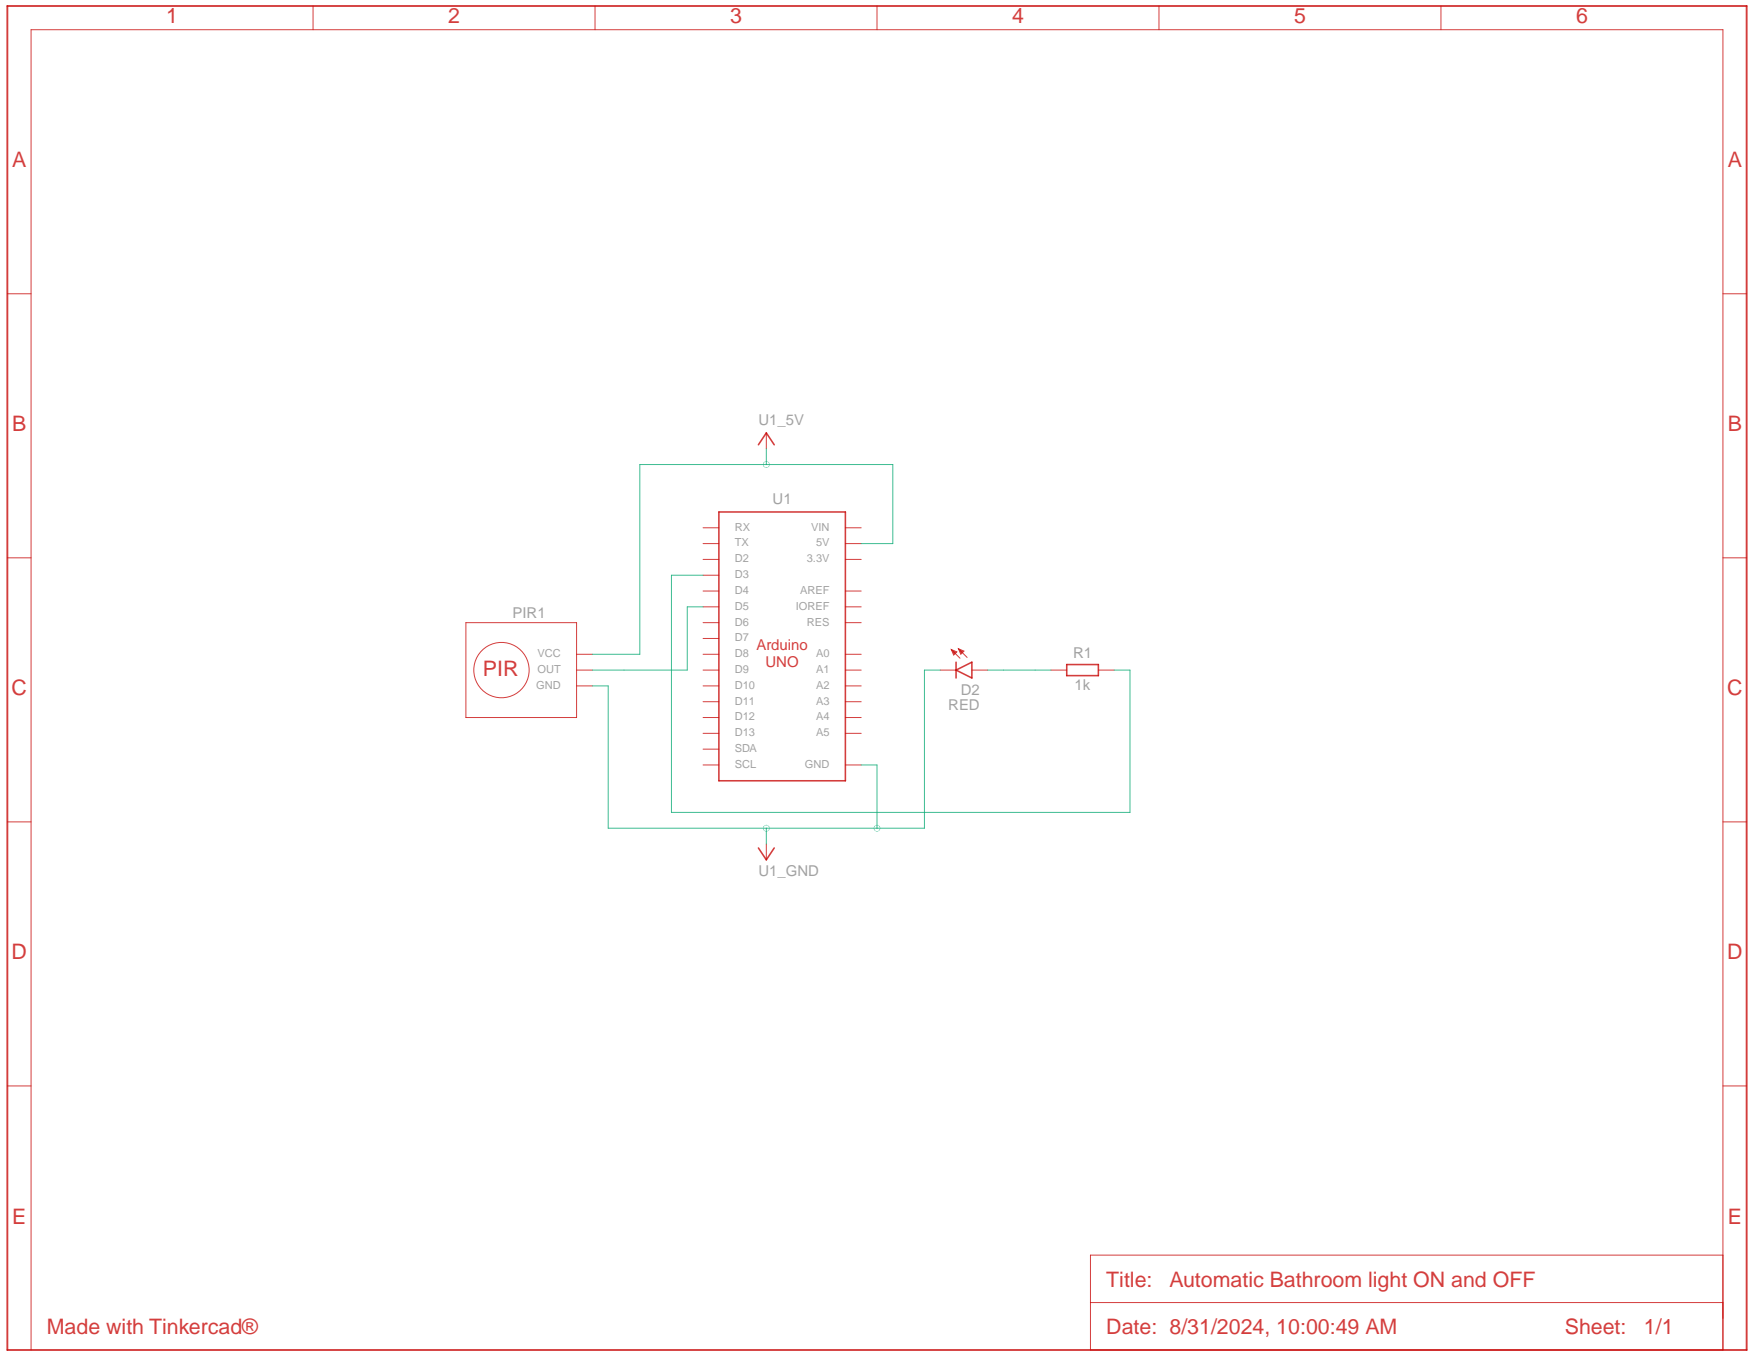 1 2 3 4 5 6
A A
B B
U1_5V
U1
RX VIN
TX 5V
D2 3.3V
D3
D4 AREF
D5 IOREF
D6 RES
D7
Arduino
UNO
D8 A0
D9 A1
D10 A2
D11 A3
D12 A4
D13 A5
SDA
SCL GND
PIR1
PIR
VCC
OUT
GND
D2
RED
R1
1k
C C
U1_GND
D D
E E
Title: Automatic Bathroom light ON and OFF
Made with Tinkercad®
Date: 8/31/2024, 10:00:49 AM Sheet: 1/1